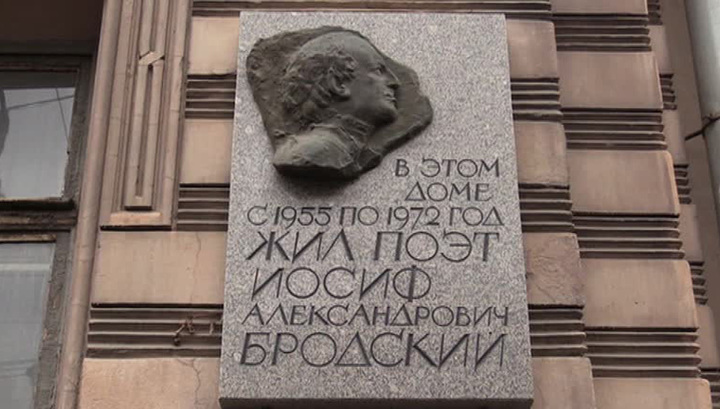 В ЭТОМ
ДОМЕ
С 1955 ПО 1972 ГОД
ЖИЛ ПОЭТ
ИОСИФ
АЛЕКСАНДРОВИЧ
БРОДСКИЙ